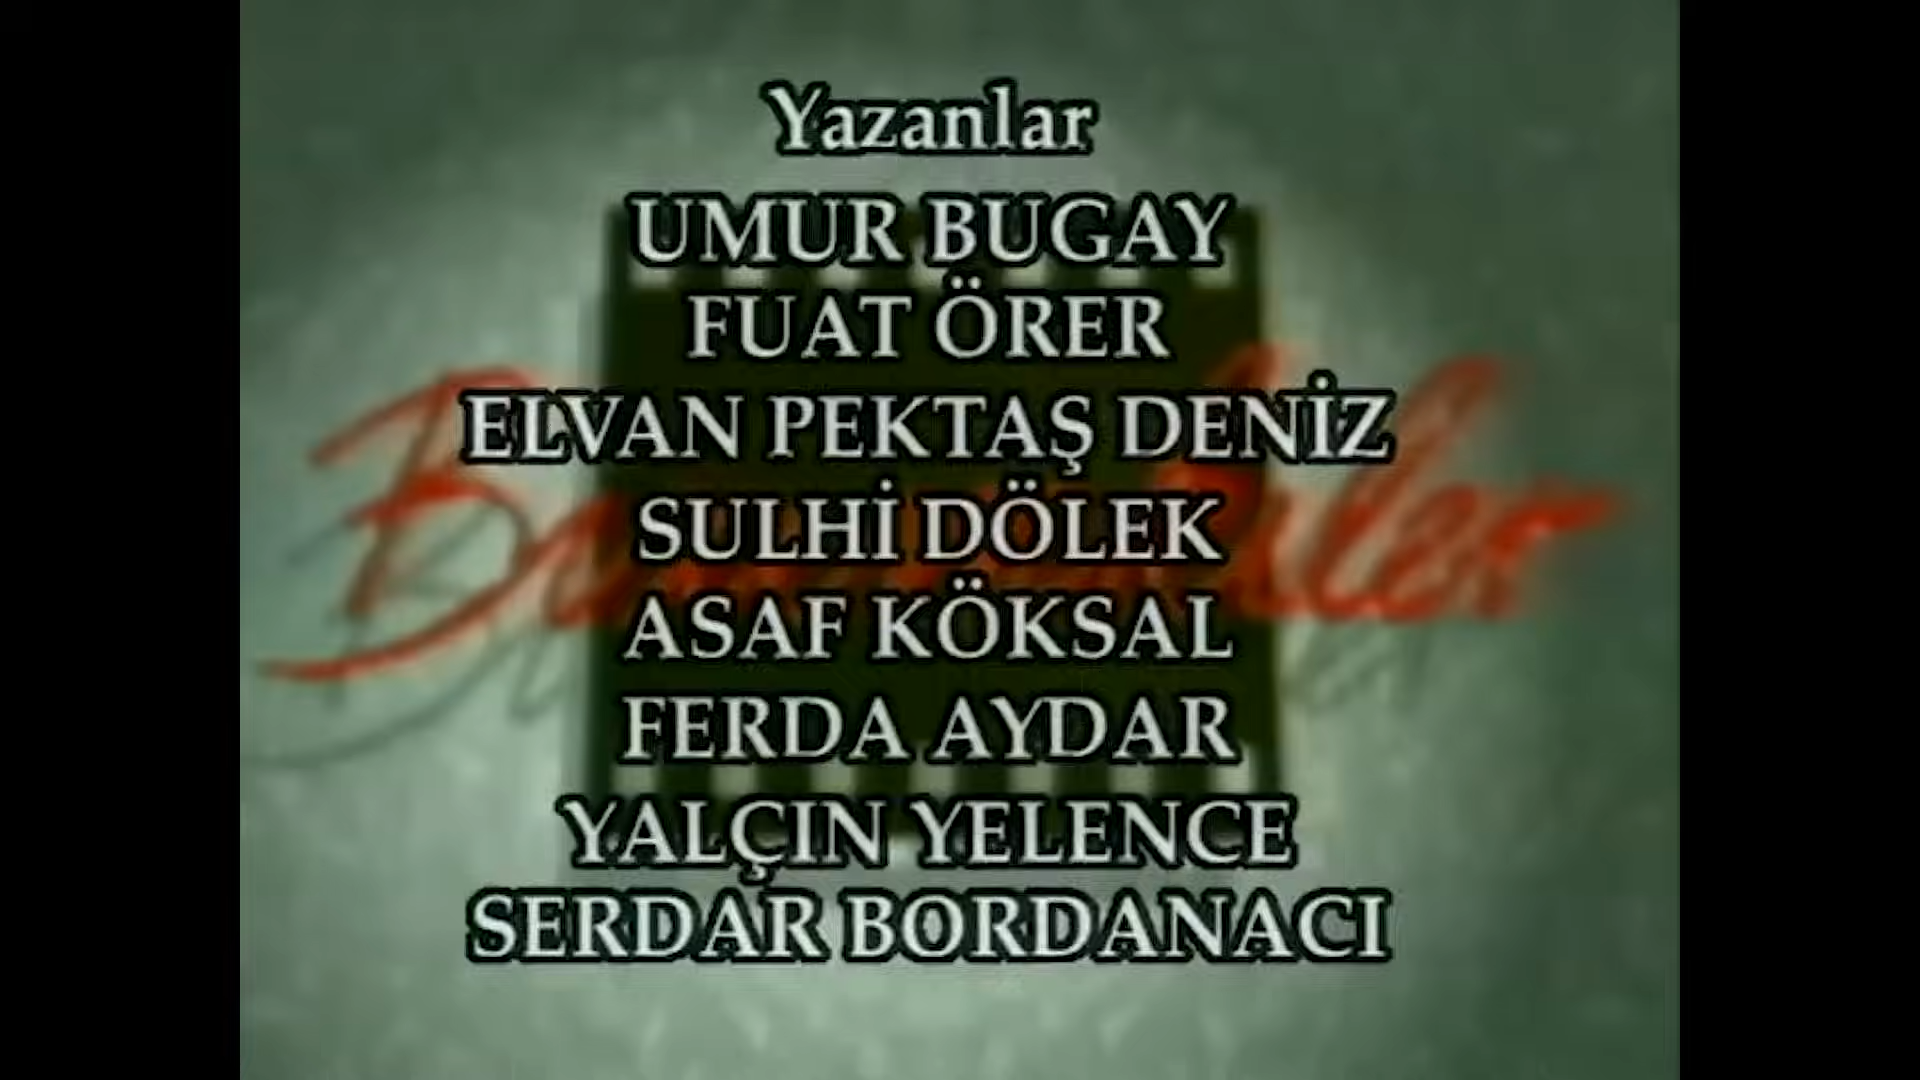 Yazanlar
UMUR BUGAY
FUAT ÖRER
ELVAN PEKTAŞ DENİZ
SULHİ DÖLEK
ASAF KÖKSAL
FERDA AYDAR
YALÇIN YELENCE
SERDAR BORDANACI